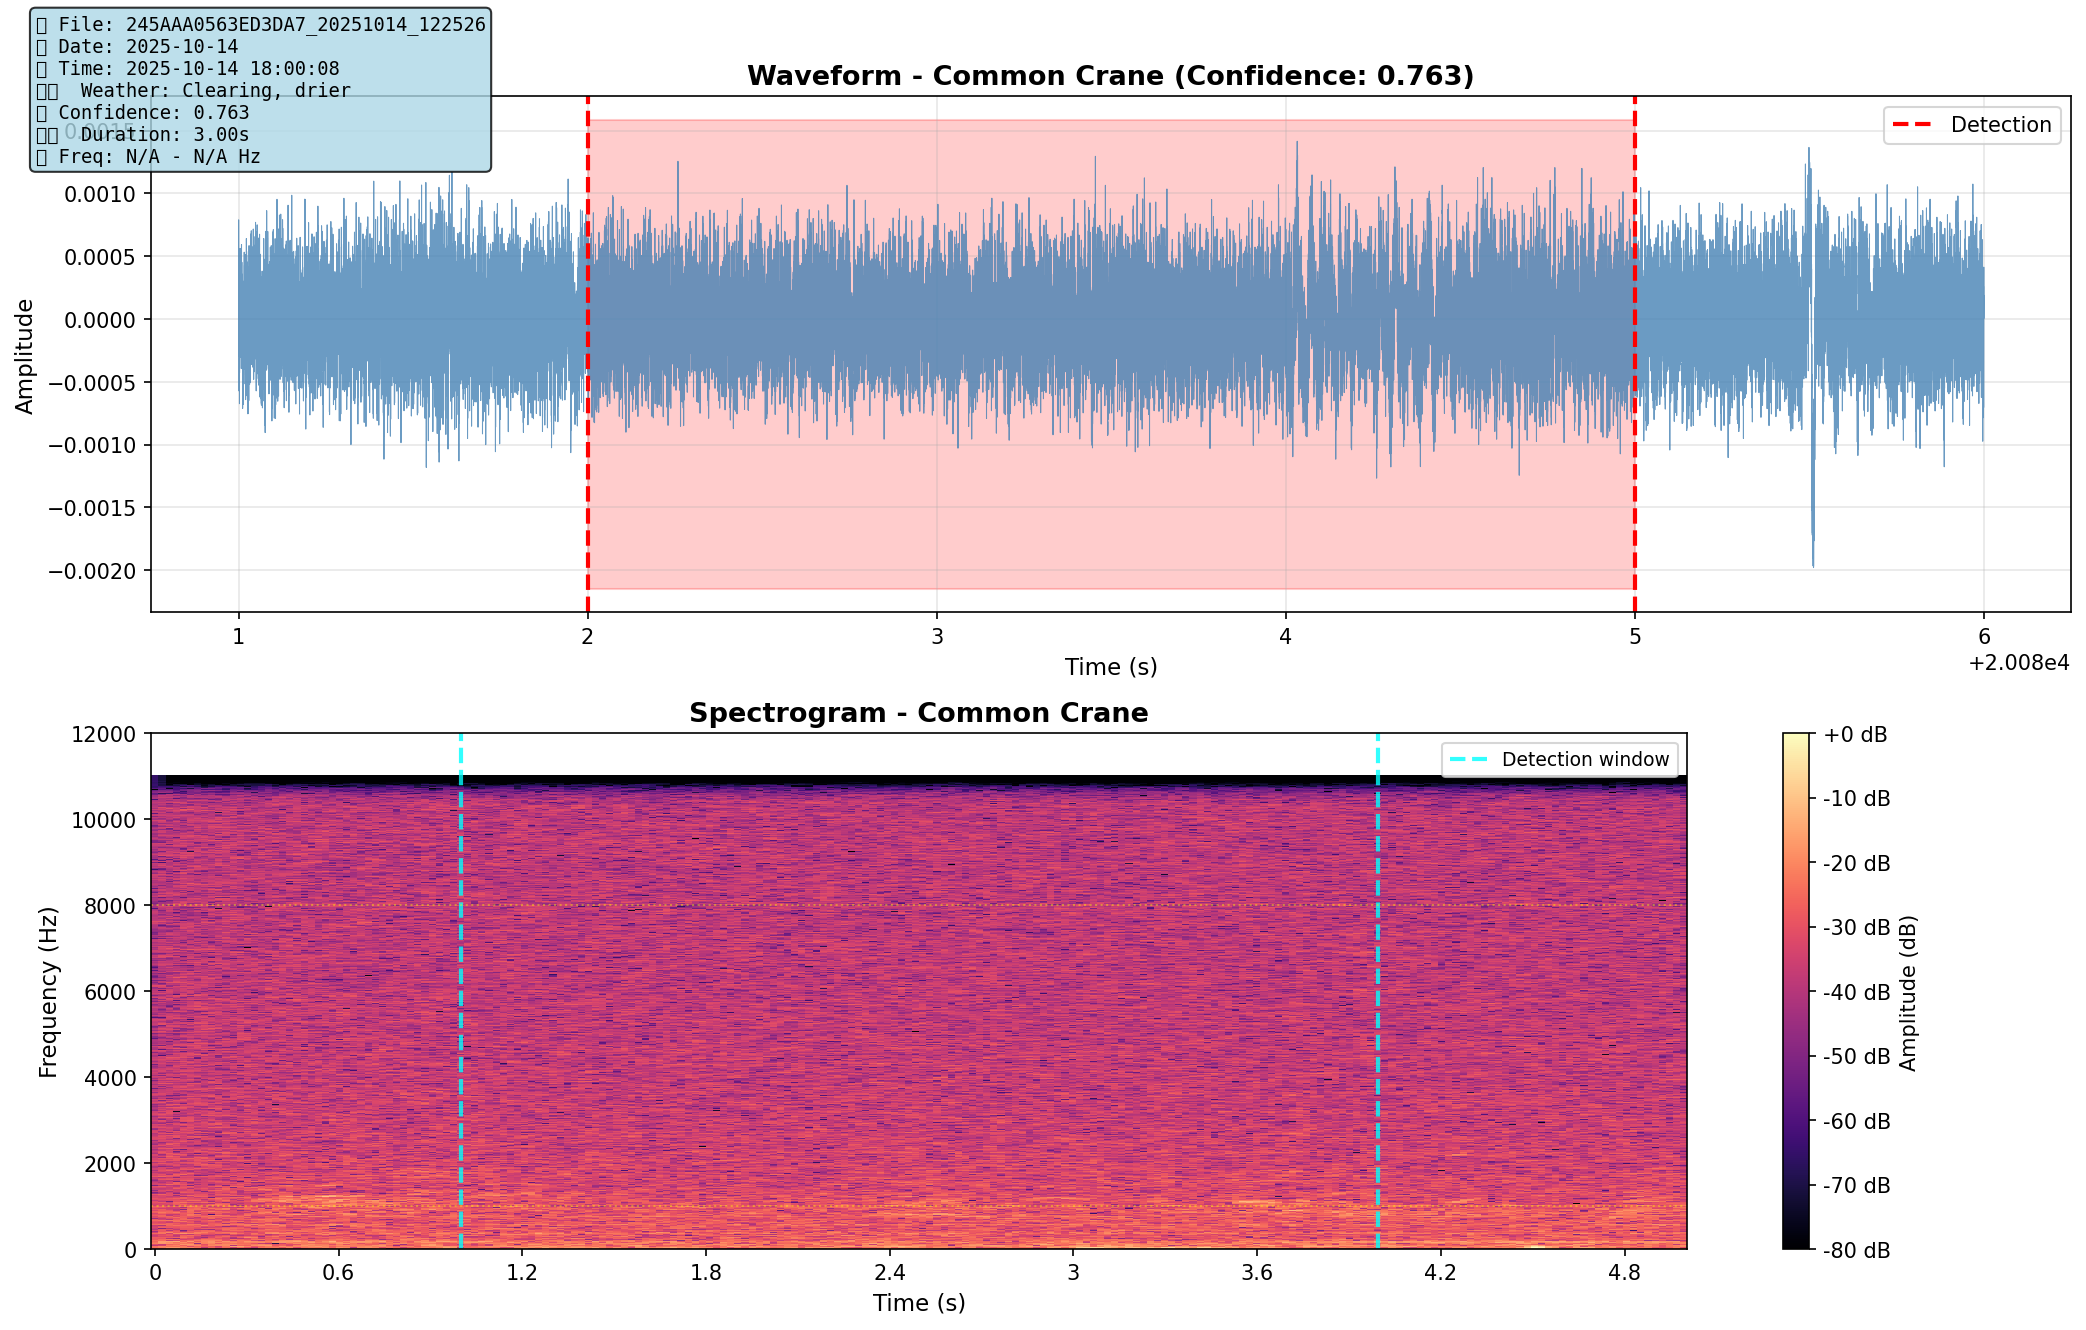 File: 245AAA0563ED3DA7_20251014_122526
Date: 2025-10-14
Time: 2025-10-14 18:00:08
Weather: Clearing, drier
Confidence: 0.763
Duration: 3.00s
Freq: N/A - N/A Hz
Waveform - Common Crane (Confidence: 0.763)
Detection
0.0015
0.0010
0.0005
0.0000
−0.0005
−0.0010
−0.0015
−0.0020
Amplitude
1 2 3 4 5 6
Time (s)
+2.008e4
Spectrogram - Common Crane
Detection window
12000
10000
8000
6000
4000
2000
0
Frequency (Hz)
0 0.6 1.2 1.8 2.4 3 3.6 4.2 4.8
Time (s)
+0 dB
-10 dB
-20 dB
-30 dB
-40 dB
-50 dB
-60 dB
-70 dB
-80 dB
Amplitude (dB)